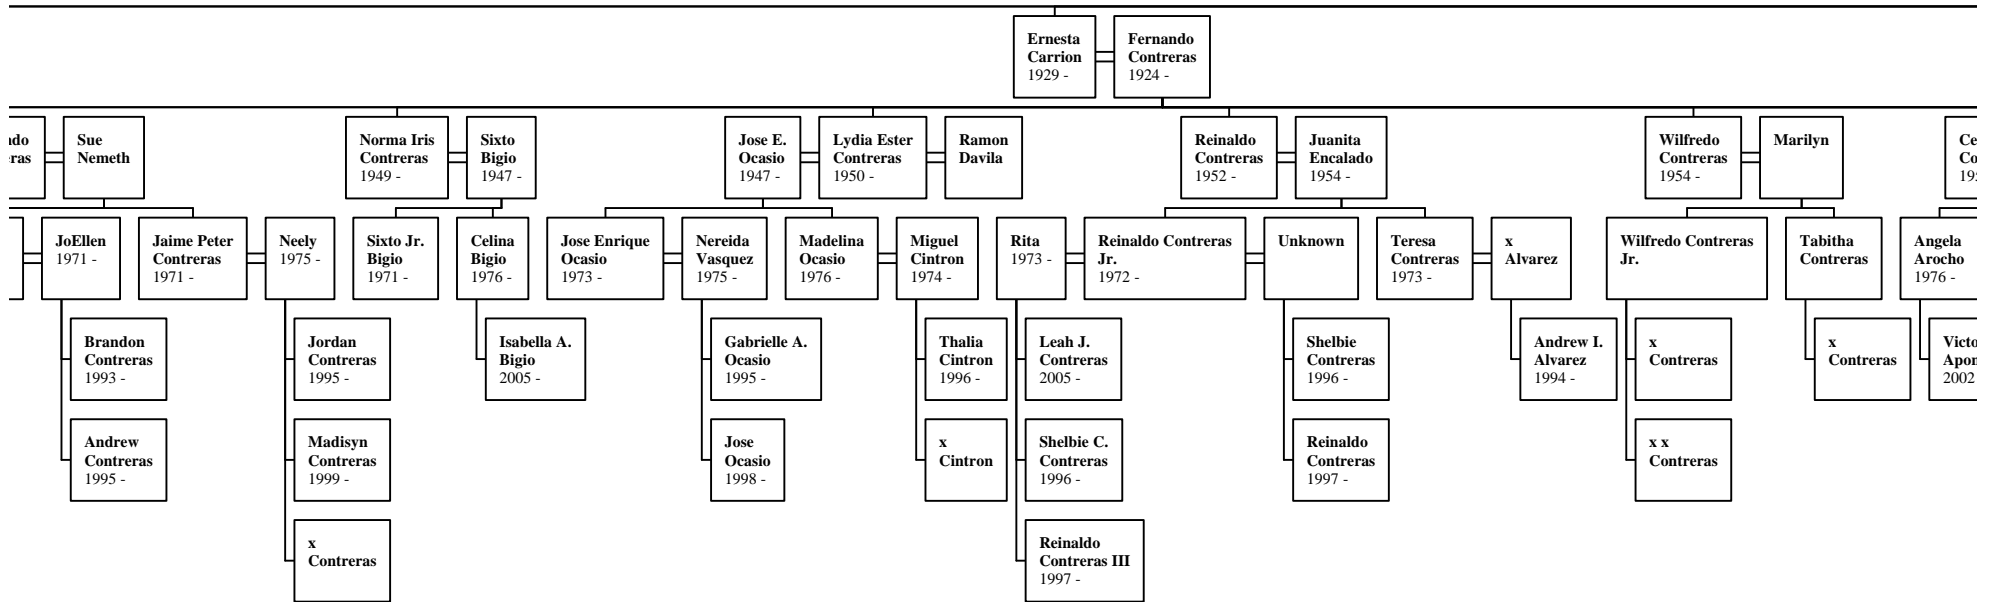 Ernesta
Carrion
1929 -
Fernando
Contreras
1924 -
Sue
Nemeth
Norma Iris
Contreras
1949 -
Sixto
Bigio
1947 -
Jose E.
Ocasio
1947 -
Lydia Ester
Contreras
1950 -
Ramon
Davila
Reinaldo
Contreras
1952 -
Juanita
Encalado
1954 -
Wilfredo
Contreras
1954 -
Marilyn
JoEllen
1971 -
Jaime Peter
Contreras
1971 -
Neely
1975 -
Sixto Jr.
Bigio
1971 -
Celina
Bigio
1976 -
Jose Enrique
Ocasio
1973 -
Nereida
Vasquez
1975 -
Madelina
Ocasio
1976 -
Miguel
Cintron
1974 -
Rita
1973 -
Reinaldo Contreras
Jr.
1972 -
Unknown
Teresa
Contreras
1973 -
x
Alvarez
Wilfredo Contreras
Jr.
Tabitha
Contreras
Angela
Arocho
1976 -
Brandon
Contreras
1993 -
Jordan
Contreras
1995 -
Isabella A.
Bigio
2005 -
Gabrielle A.
Ocasio
1995 -
Thalia
Cintron
1996 -
Leah J.
Contreras
2005 -
Shelbie
Contreras
1996 -
Andrew I.
Alvarez
1994 -
x
Contreras
x
Contreras
2002
Andrew
Contreras
1995 -
Madisyn
Contreras
1999 -
Jose
Ocasio
1998 -
x
Cintron
Shelbie C.
Contreras
1996 -
Reinaldo
Contreras
1997 -
x x
Contreras
x
Contreras
Reinaldo
Contreras III
1997 -